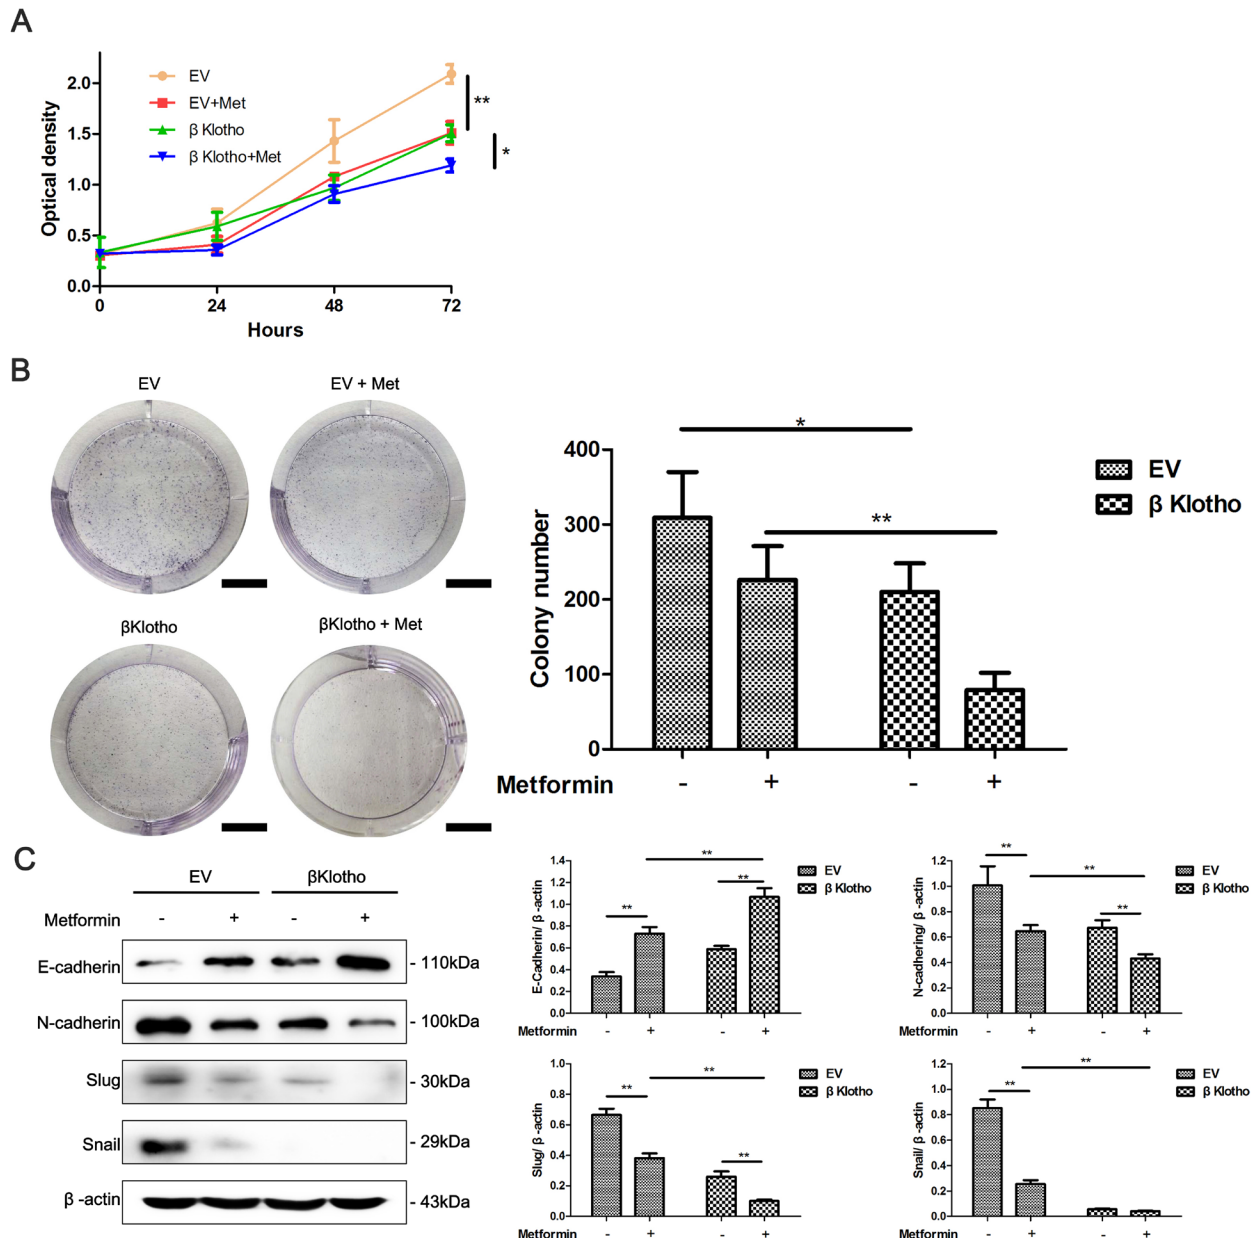 A
EV
EV+Met
β Klotho
β Klotho+Met
Optical density
2.0
1.5
1.0
0.5
0.0
0
24
48
72
Hours
**
*
B
EV
EV + Met
βKlotho
βKlotho + Met
Colony number
400
300
200
100
0
*
**
EV
β Klotho
Metformin - + - +
C
EV βKlotho
Metformin - + - +
E-cadherin - 110kDa
N-cadherin - 100kDa
Slug - 30kDa
Snail - 29kDa
β -actin - 43kDa
E-Cadherin/ β -actin
1.4
1.2
1.0
0.8
0.6
0.4
0.2
0.0
**
**
**
EV
β Klotho
Metformin - + - +
N-cadhering/ β -actin
1.2
1.0
0.8
0.6
0.4
0.2
0.0
**
**
**
EV
β Klotho
Metformin - + - +
Slug/ β -actin
0.8
0.6
0.4
0.2
0.0
**
**
**
EV
β Klotho
Metformin - + - +
Snail/ β -actin
1.2
1.0
0.8
0.6
0.4
0.2
0.0
**
**
EV
β Klotho
Metformin - + - +